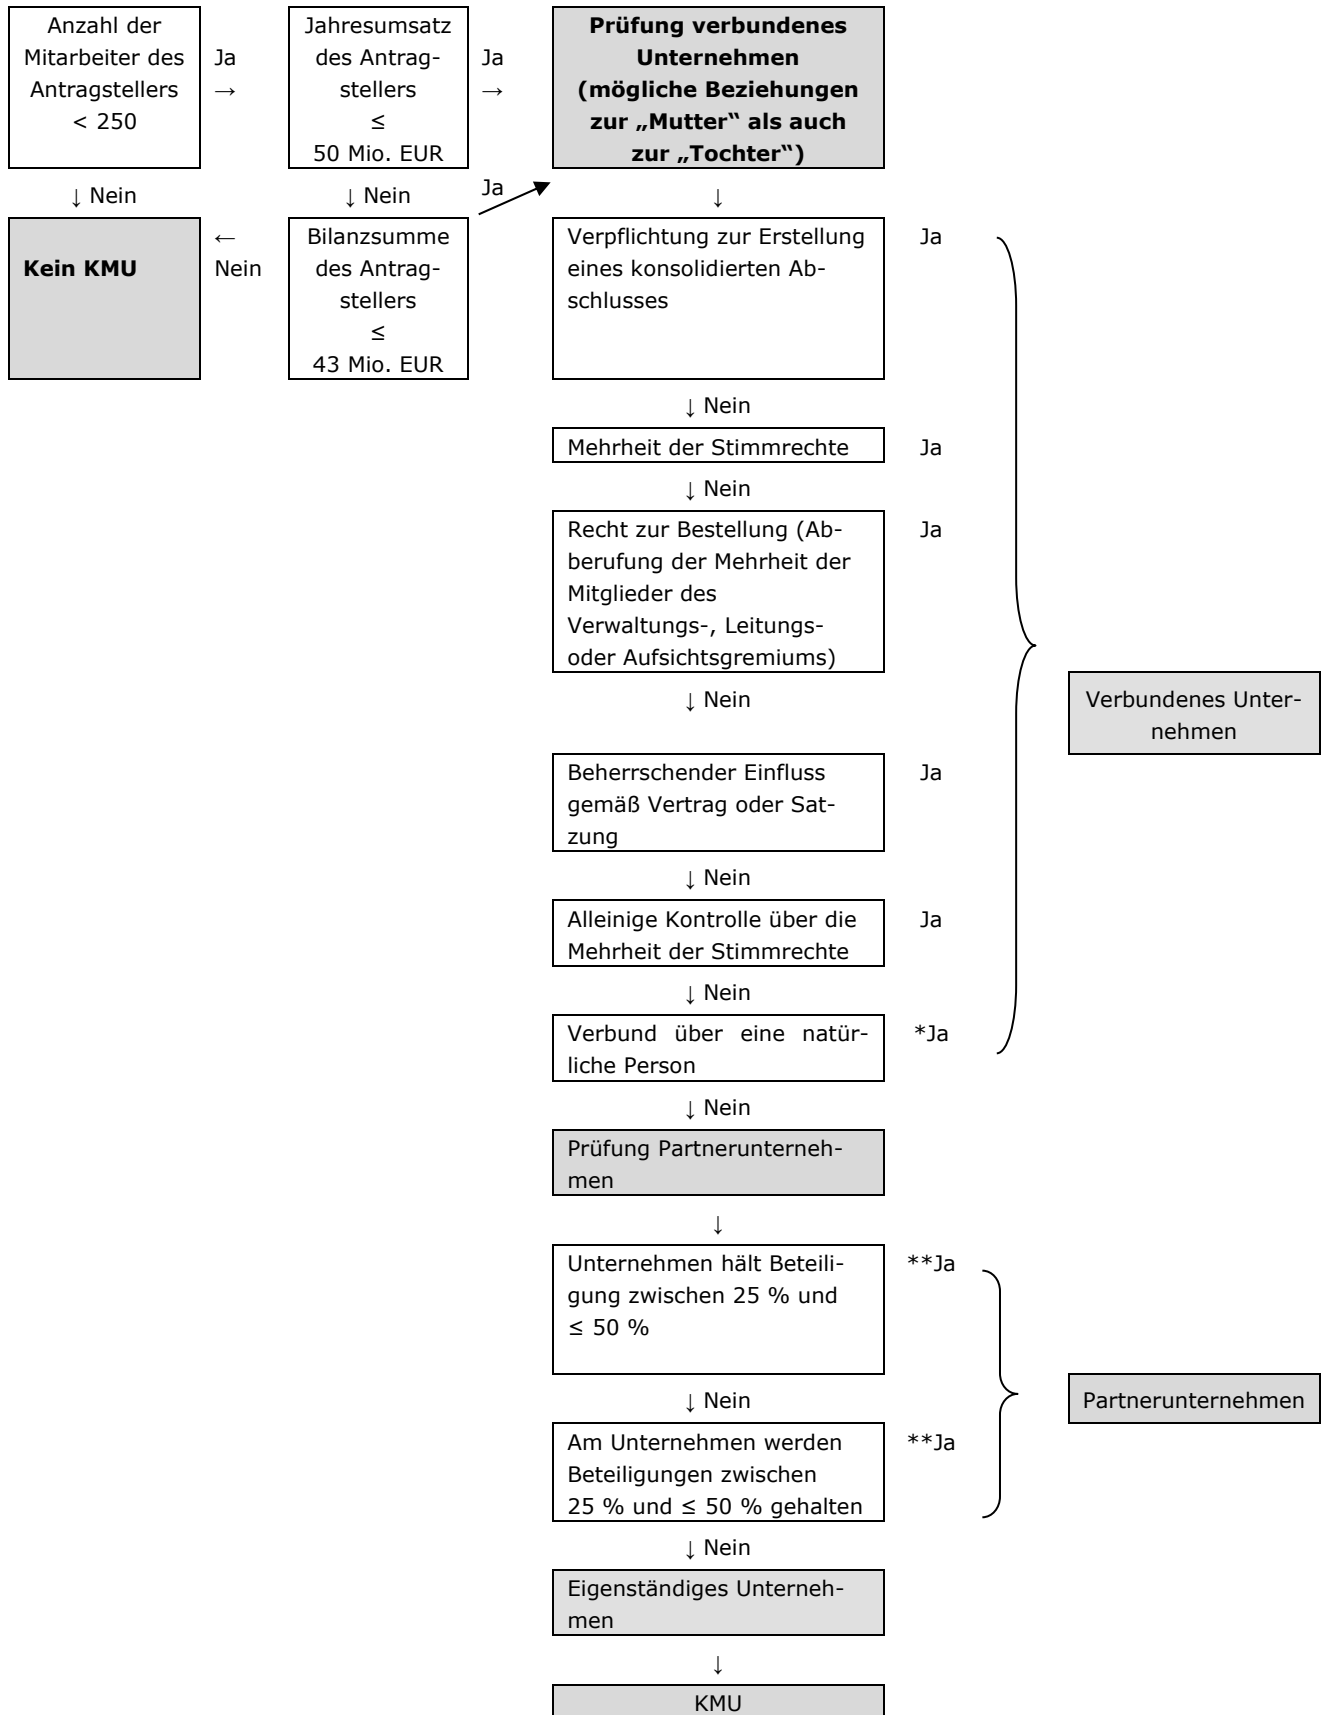 Anzahl der
Mitarbeiter des
Antragstellers
< 250
Ja
→
Jahresumsatz
des Antrag-
stellers
≤
50 Mio. EUR
Ja
→
Prüfung verbundenes
Unternehmen
(mögliche Beziehungen
zur „Mutter“ als auch
zur „Tochter“)
↓ Nein
↓ Nein
Ja
↓
Kein KMU
←
Nein
Bilanzsumme
des Antrag-
stellers
≤
43 Mio. EUR
Verpflichtung zur Erstellung
eines konsolidierten Ab-
schlusses
Ja
↓ Nein
Mehrheit der Stimmrechte
Ja
↓ Nein
Recht zur Bestellung (Ab-
berufung der Mehrheit der
Mitglieder des
Verwaltungs-, Leitungs-
oder Aufsichtsgremiums)
Ja
↓ Nein
Verbundenes Unter-
nehmen
Beherrschender Einfluss
gemäß Vertrag oder Sat-
zung
Ja
↓ Nein
Alleinige Kontrolle über die
Mehrheit der Stimmrechte
Ja
↓ Nein
Verbund über eine natür-
liche Person
*Ja
↓ Nein
Prüfung Partnerunterneh-
men
↓
Unternehmen hält Beteili-
gung zwischen 25 % und
≤ 50 %
**Ja
↓ Nein
Partnerunternehmen
Am Unternehmen werden
Beteiligungen zwischen
25 % und ≤ 50 % gehalten
**Ja
↓ Nein
Eigenständiges Unterneh-
men
↓
KMU